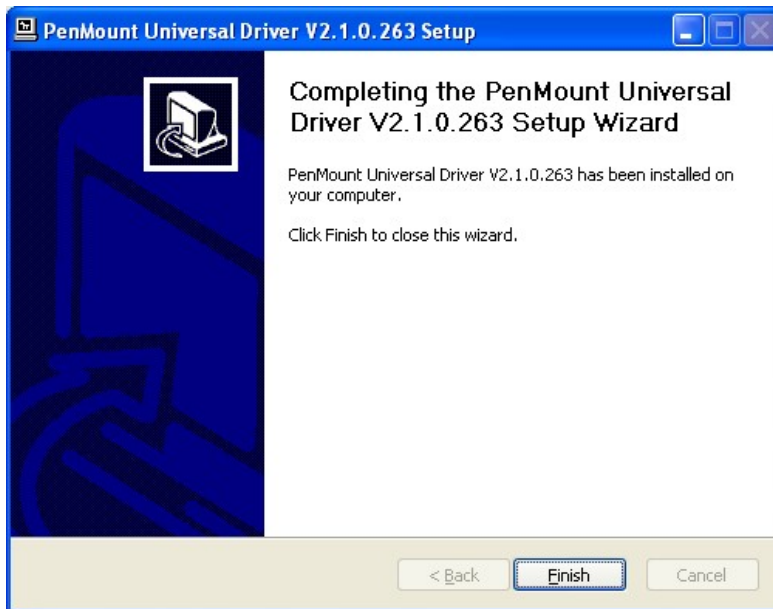 PenMount Universal Driver V2.1.0.263 Setup
Completing the PenMount Universal
Driver V2.1.0.263 Setup Wizard
PenMount Universal Driver V2.1.0.263 has been installed on
your computer.
Click Finish to close this wizard.
< Back
Finish
Cancel